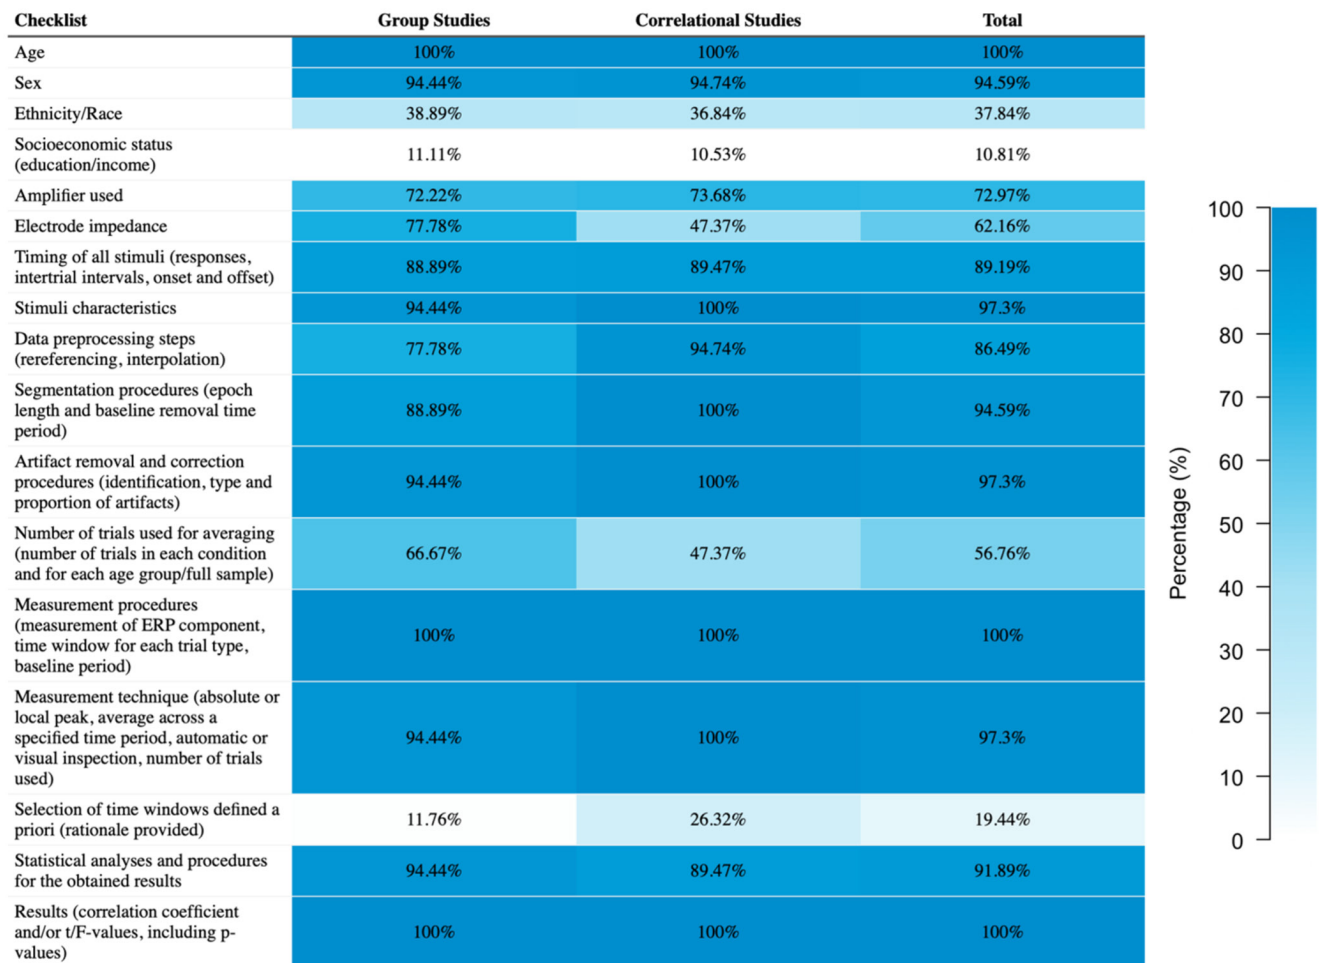 Checklist Group Studies Correlational Studies Total
Age 100% 100% 100%
Sex 94.44% 94.74% 94.59%
Ethnicity/Race 38.89% 36.84% 37.84%
Socioeconomic status
(education/income) 11.11% 10.53% 10.81%
Amplifier used 72.22% 73.68% 72.97%
Electrode impedance 77.78% 47.37% 62.16%
Timing of all stimuli (responses,
intertrial intervals, onset and offset) 88.89% 89.47% 89.19%
Stimuli characteristics 94.44% 100% 97.3%
Data preprocessing steps
(rereferencing, interpolation) 77.78% 94.74% 86.49%
Segmentation procedures (epoch
length and baseline removal time 88.89% 100% 94.59%
period)
Artifact removal and correction
procedures (identification, type and 94.44% 100% 97.3%
proportion of artifacts)
Number of trials used for averaging
(number of trials in each condition 66.67% 47.37% 56.76%
and for each age group/full sample)
Measurement procedures
(measurement of ERP component, 100% 100% 100%
time window for each trial type,
baseline period)
Measurement technique (absolute or
local peak, average across a
specified time period, automatic or 94.44% 100% 97.3%
visual inspection, number of trials
used)
Selection of time windows defined a
priori (rationale provided) 11.76% 26.32% 19.44%
Statistical analyses and procedures
for the obtained results 94.44% 89.47% 91.89%
Results (correlation coefficient
and/or t/F-values, including p- 100% 100% 100%
values)
Percentage (%)
100
90
80
70
60
50
40
30
20
10
0